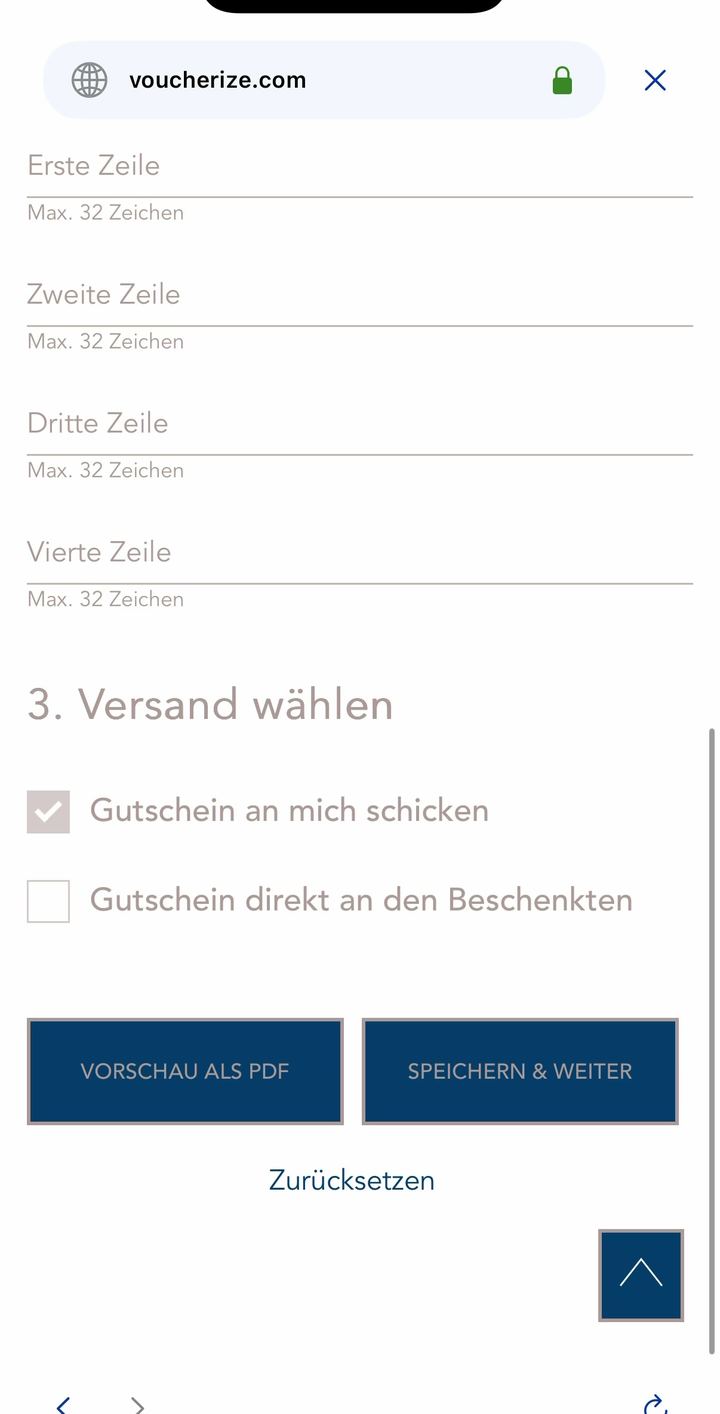 voucherize.com
Erste Zeile
Max. 32 Zeichen
Zweite Zeile
Max. 32 Zeichen
Dritte Zeile
Max. 32 Zeichen
Vierte Zeile
Max. 32 Zeichen
3. Versand wählen
Gutschein an mich schicken
Gutschein direkt an den Beschenkten
VORSCHAU ALS PDF
SPEICHERN & WEITER
Zurücksetzen